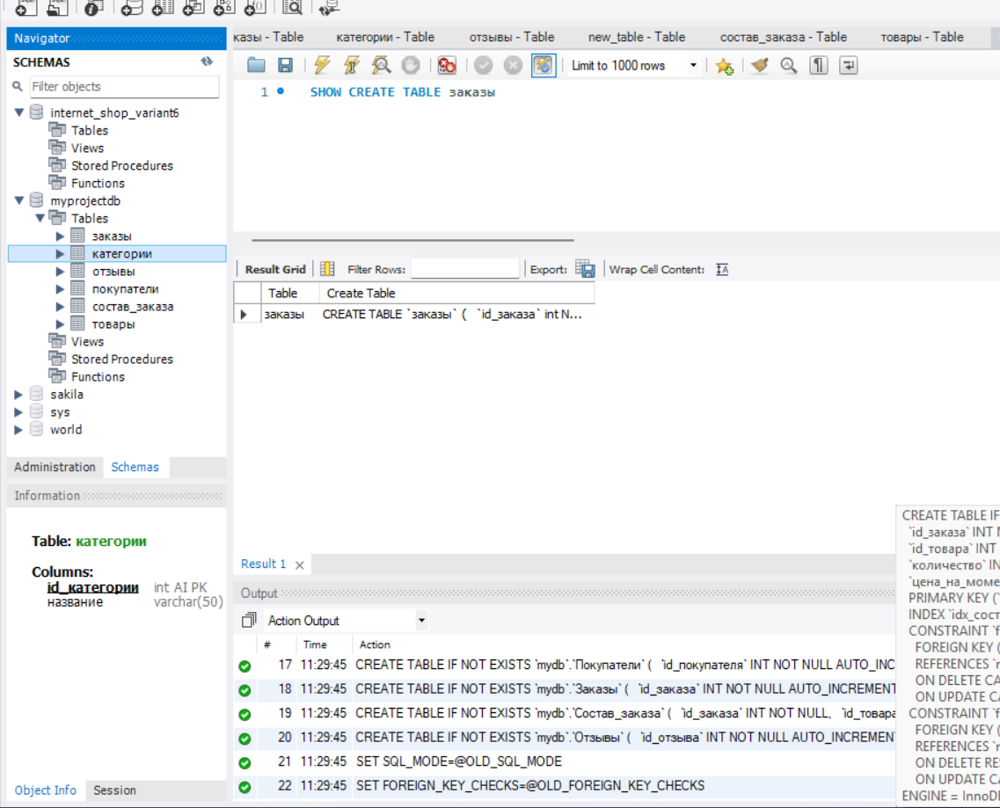 Navigator
SCHEMAS
Filter objects
internet_shop_variant6
Tables
Views
Stored Procedures
Functions
myprojectdb
Tables
заказы
категории
отзывы
покупатели
состав_заказа
товары
Views
Stored Procedures
Functions
sakila
sys
world
Administration Schemas
Information
Table: категории
Columns:
id_категории int AI PK
название varchar(50)
Object Info Session
казы - Table категории - Table отзывы - Table new_table - Table состав_заказа - Table товары - Table
Limit to 1000 rows
1 SHOW CREATE TABLE заказы
Result Grid Filter Rows: Export: Wrap Cell Content:
Table Create Table
заказы CREATE TABLE `заказы` ( `id_заказа` int N...
Result 1
Output
Action Output
# Time Action
17 11:29:45 CREATE TABLE IF NOT EXISTS `mydb`.`Покупатели` ( `id_покупателя` INT NOT NULL AUTO_INC
18 11:29:45 CREATE TABLE IF NOT EXISTS `mydb`.`Заказы` ( `id_заказа` INT NOT NULL AUTO_INCREMENT
19 11:29:45 CREATE TABLE IF NOT EXISTS `mydb`.`Состав_заказа` ( `id_заказа` INT NOT NULL, `id_товара
20 11:29:45 CREATE TABLE IF NOT EXISTS `mydb`.`Отзывы` ( `id_отзыва` INT NOT NULL AUTO_INCREMEN
21 11:29:45 SET SQL_MODE=@OLD_SQL_MODE
22 11:29:45 SET FOREIGN_KEY_CHECKS=@OLD_FOREIGN_KEY_CHECKS
CREATE TABLE IF
`id_заказа` INT
`id_товара` INT
`количество` IN
`цена_на_моме
PRIMARY KEY (`
INDEX `idx_сост
CONSTRAINT `f
FOREIGN KEY (
REFERENCES `
ON DELETE CA
ON UPDATE CA
CONSTRAINT `f
FOREIGN KEY (
REFERENCES `
ON DELETE RE
ON UPDATE CA
ENGINE = InnoD